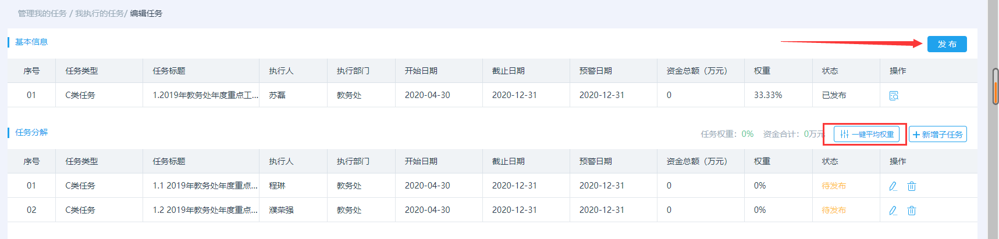 管理我的任务 / 我执行的任务/ 编辑任务
基本信息 发 布
序号 任务类型 任务标题 执行人 执行部门 开始日期 截止日期 预警日期 资金总额（万元） 权重 状态 操作
01 C类任务 1.2019年教务处年度重点工... 苏磊 教务处 2020-04-30 2020-12-31 2020-12-31 0 33.33% 已发布
任务分解 任务权重：0% 资金合计：0万元 一键平均权重 +新增子任务
序号 任务类型 任务标题 执行人 执行部门 开始日期 截止日期 预警日期 资金总额（万元） 权重 状态 操作
01 C类任务 1.1 2019年教务处年度重点... 程琳 教务处 2020-04-30 2020-12-31 2020-12-31 0 0% 待发布
02 C类任务 1.2 2019年教务处年度重点... 濮荣强 教务处 2020-04-30 2020-12-31 2020-12-31 0 0% 待发布